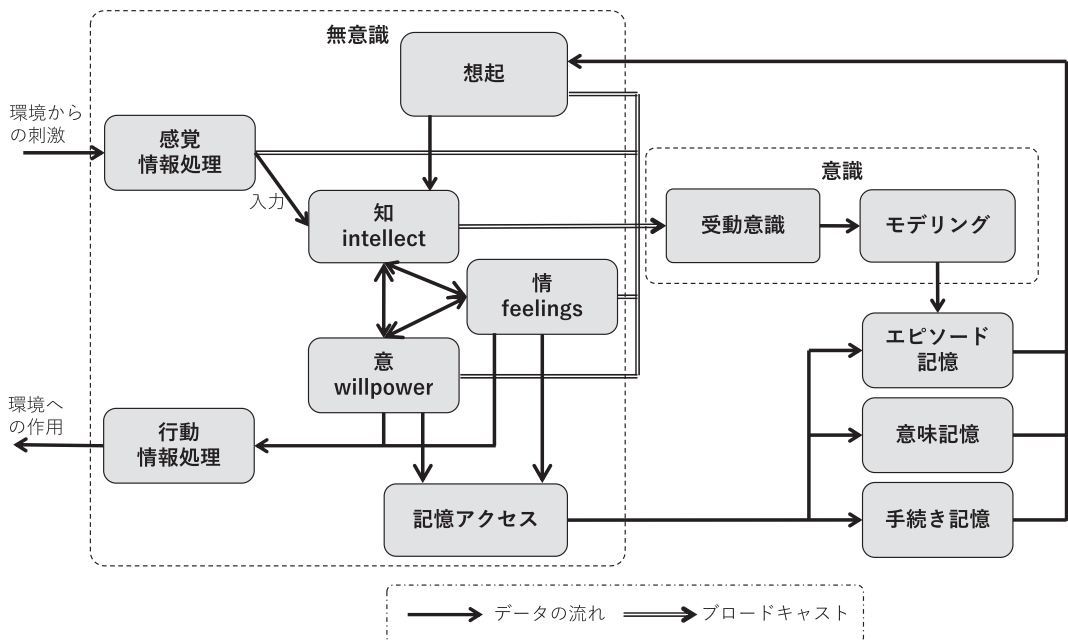 無意識
想起
環境から
の刺激
感覚
情報処理
入力
知
intellect
意識
受動意識
モデリング
情
feelings
意
willpower
エピソード
記憶
環境へ
の作用
行動
情報処理
意味記憶
記憶アクセス
手続き記憶
データの流れ
ブロードキャスト